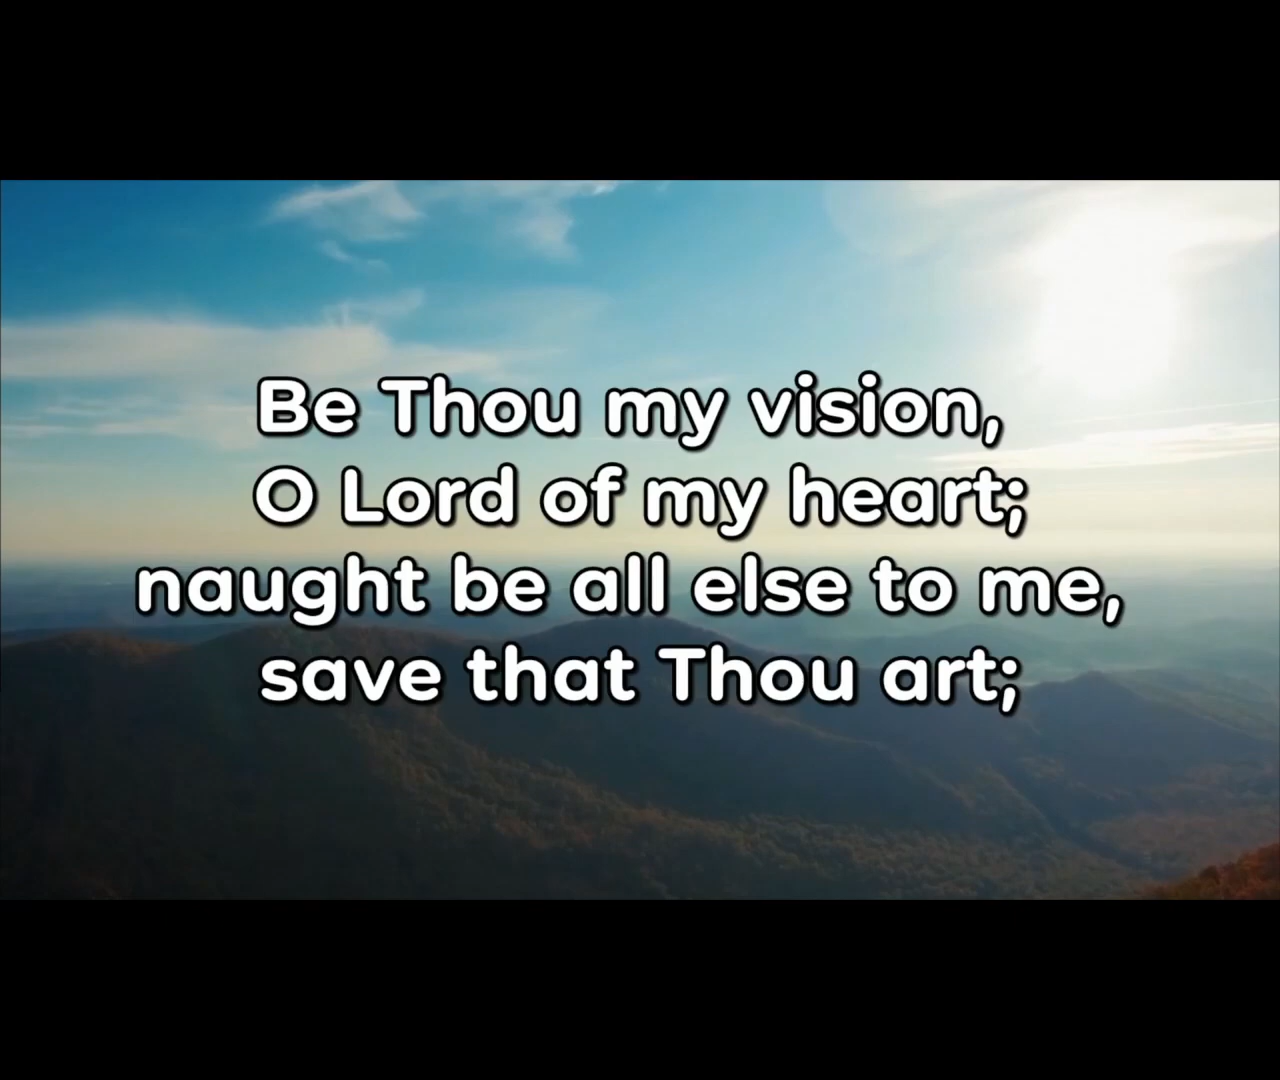 Be Thou my vision,
O Lord of my heart;
naught be all else to me,
save that Thou art;